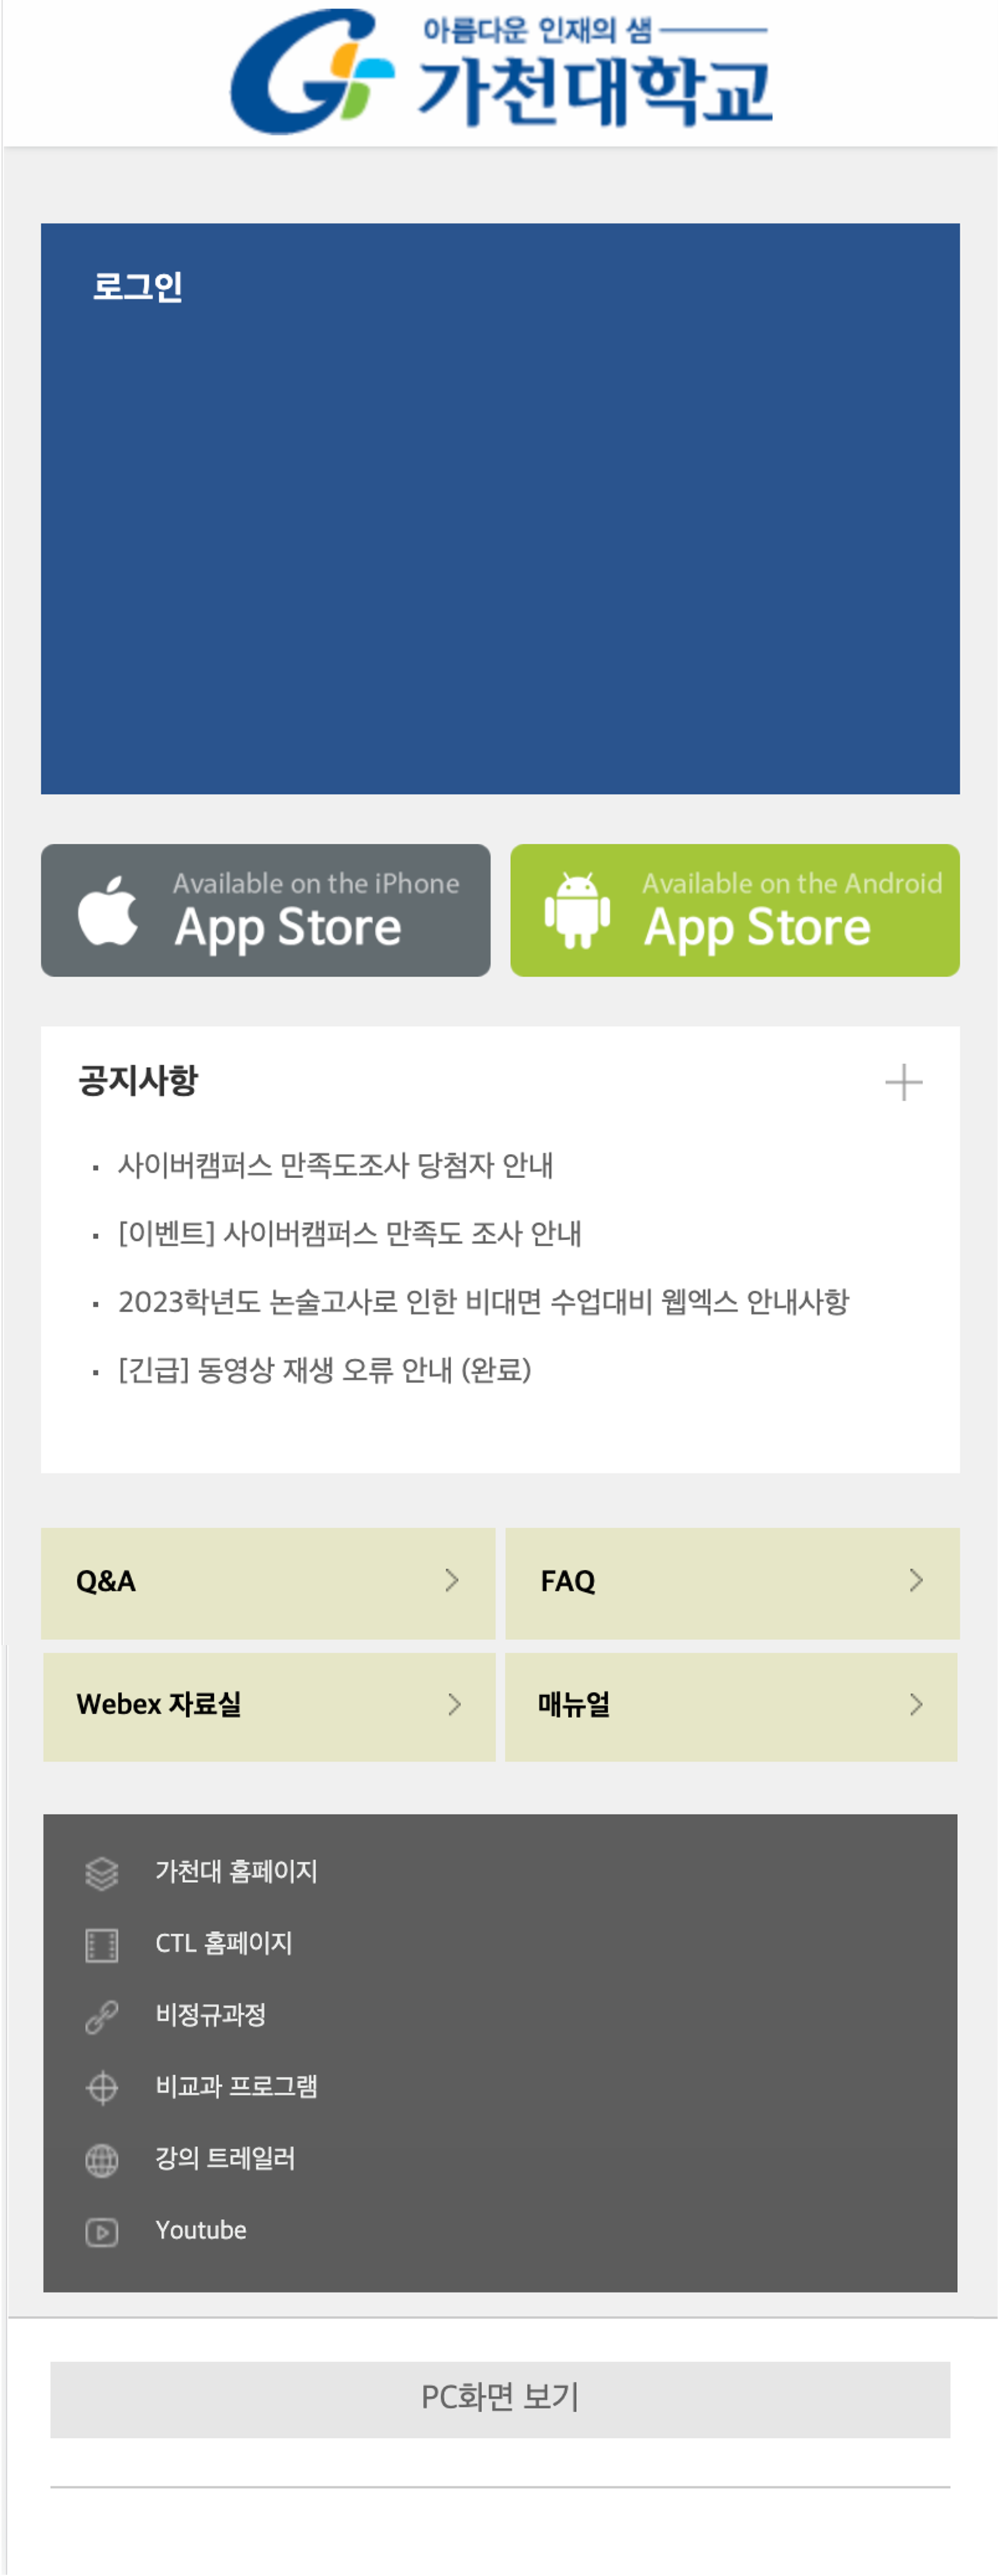 아름다운 인재의 샘
가천대학교
로그인
Available on the iPhone
App Store
Available on the Android
App Store
공지사항
사이버캠퍼스 만족도조사 당첨자 안내
[이벤트] 사이버캠퍼스 만족도 조사 안내
2023학년도 논술고사로 인한 비대면 수업대비 웹엑스 안내사항
[긴급] 동영상 재생 오류 안내 (완료)
Q&A
FAQ
Webex 자료실
매뉴얼
가천대 홈페이지
CTL 홈페이지
비정규과정
비교과 프로그램
강의 트레일러
Youtube
PC화면 보기